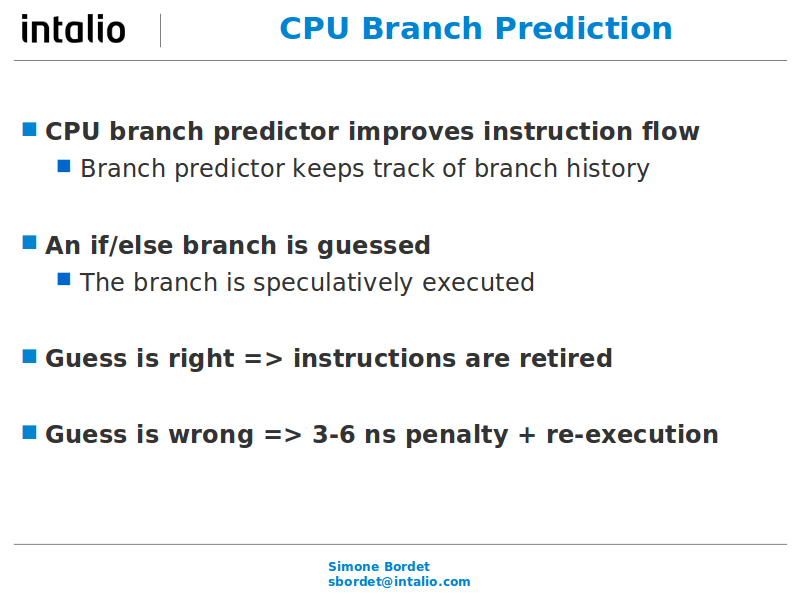 intalio
CPU Branch Prediction
CPU branch predictor improves instruction flow
Branch predictor keeps track of branch history
An if/else branch is guessed
The branch is speculatively executed
Guess is right => instructions are retired
Guess is wrong => 3-6 ns penalty + re-execution
Simone Bordet
sbordet@intalio.com